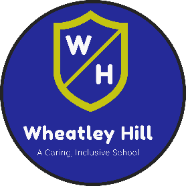 W
H
Wheatley Hill
A Caring, Inclusive School